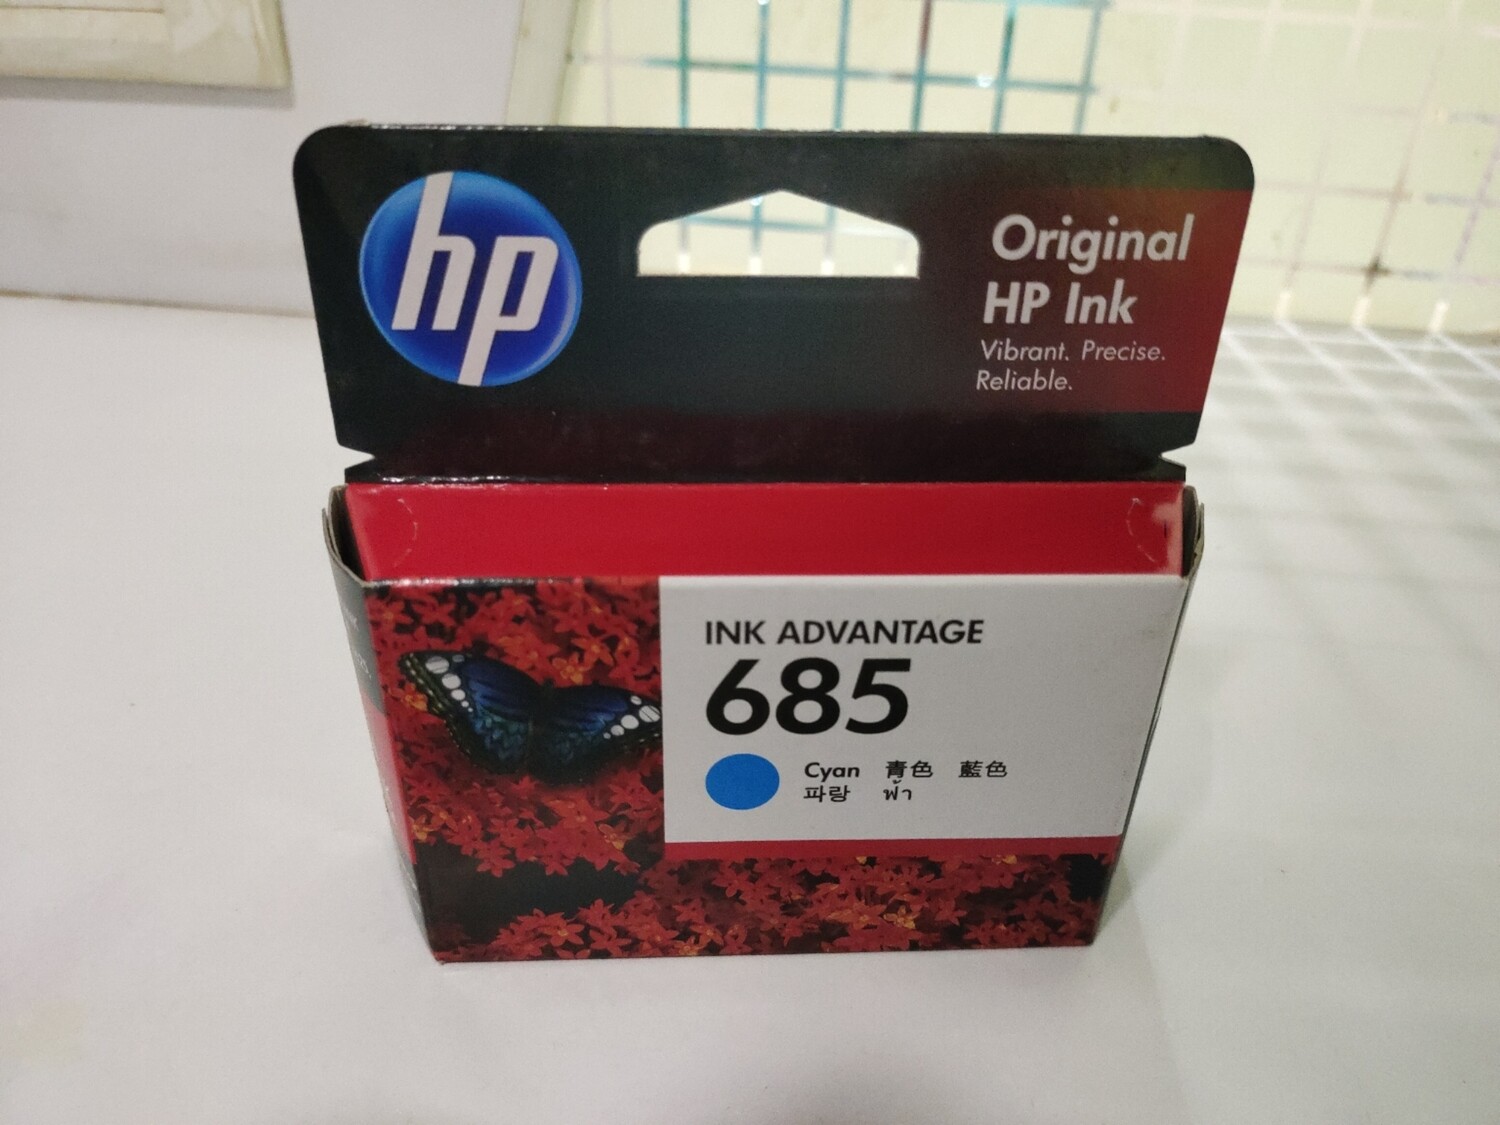 hp
Original
HP Ink
Vibrant. Precise.
Reliable.
INK ADVANTAGE
685
Cyan 青色 藍色
파랑 ฟ้า